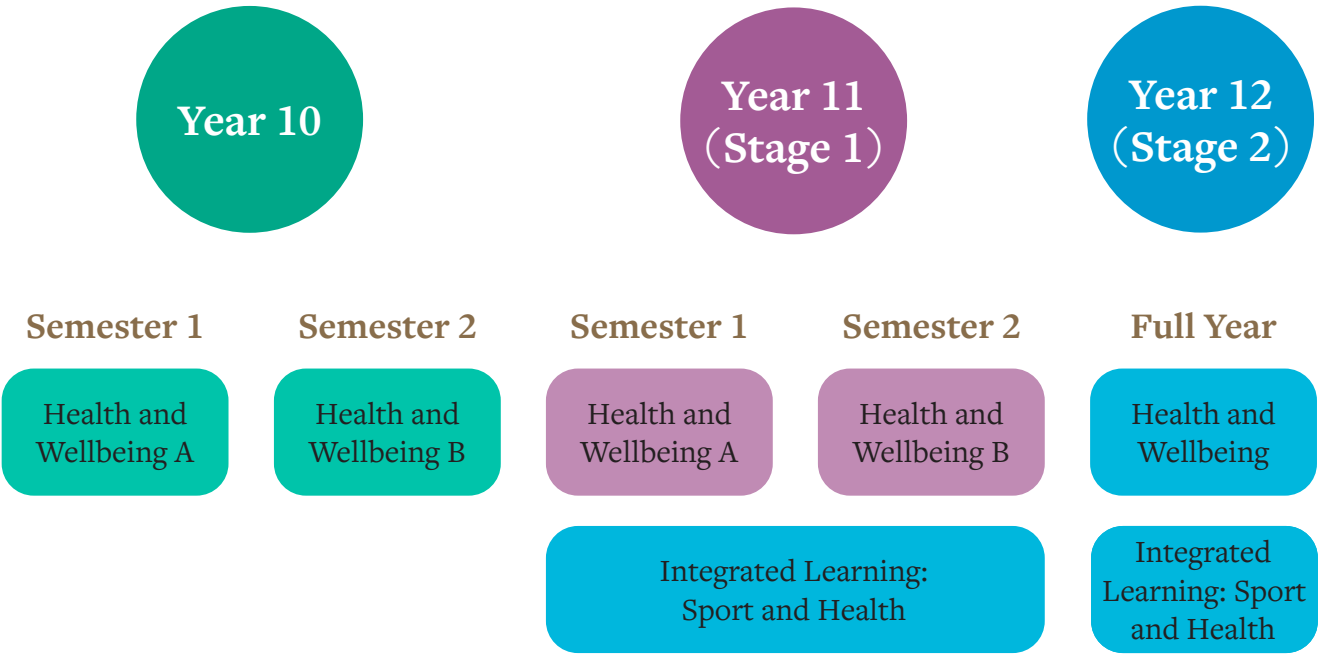 Year 10
Year 11
(Stage 1)
Year 12
(Stage 2)
Semester 1
Semester 2
Semester 1
Semester 2
Full Year
Health and
Wellbeing A
Health and
Wellbeing B
Health and
Wellbeing A
Health and
Wellbeing B
Health and
Wellbeing
Integrated Learning:
Sport and Health
Integrated
Learning: Sport
and Health